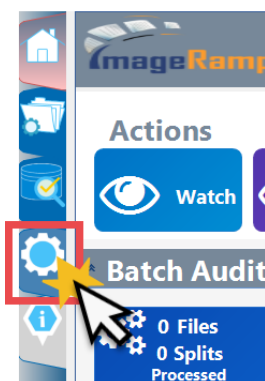 ImageRamp
Actions
Watch
Batch Audit
0 Files
0 Splits
Processed